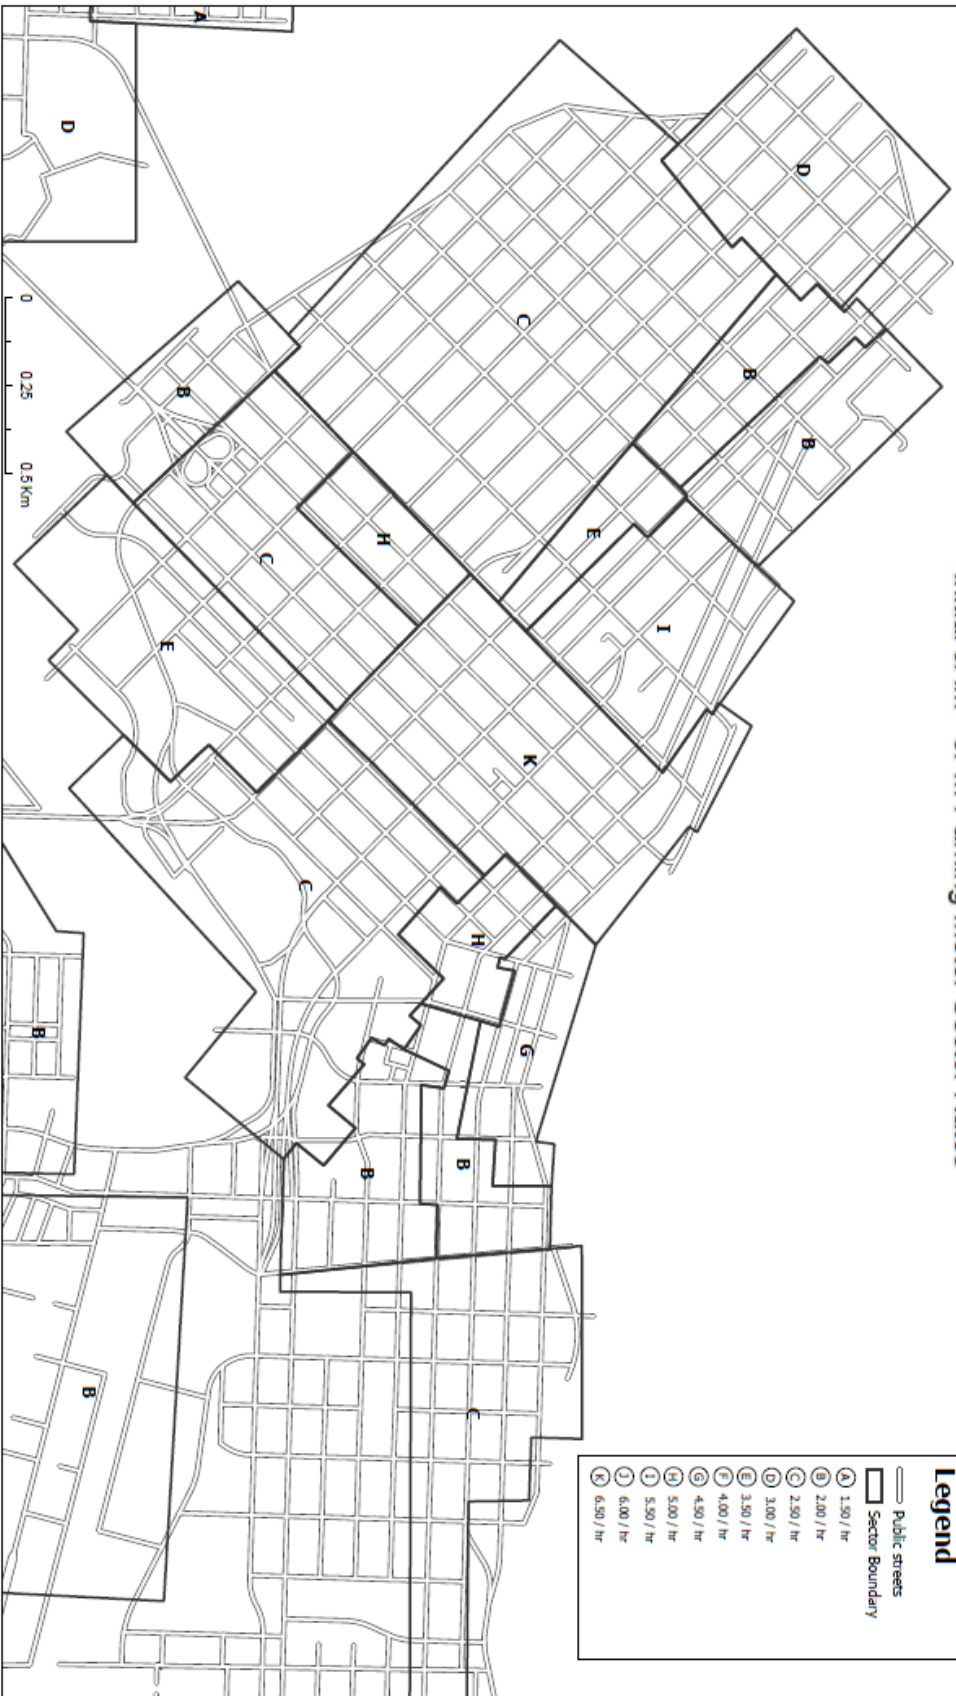 Legend
Public streets
Sector Boundary
A 1.50 / hr
B 2.00 / hr
C 2.50 / hr
D 3.00 / hr
E 3.50 / hr
F 4.00 / hr
G 4.50 / hr
H 5.00 / hr
I 5.50 / hr
J 6.00 / hr
K 6.50 / hr
D
B
B
I
E
C
K
H
G
H
C
B
C
E
B
C
B
C
A
D
B
B
0 0.25 0.5 Km